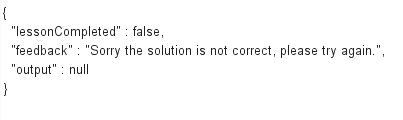 {
"lessonCompleted" : false,
"feedback" : "Sorry the solution is not correct, please try again.",
"output" : null
}